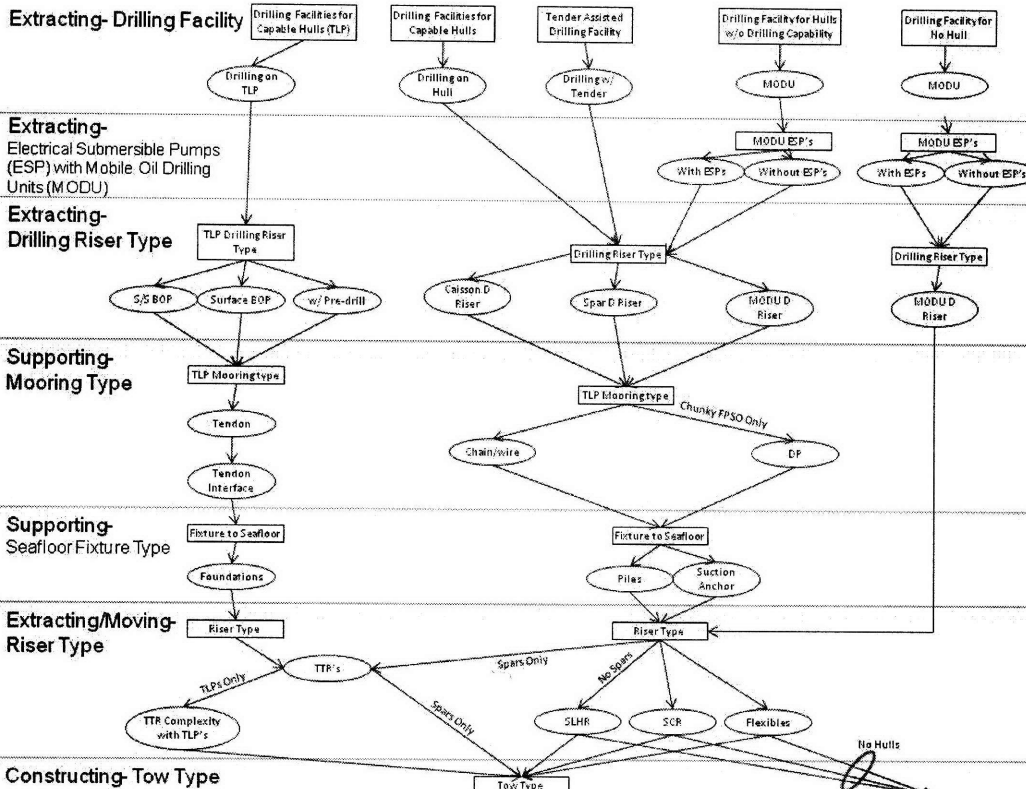 Extracting- Drilling Facility
Drilling Facilities for
Capable Hulls (TLP)
Drilling Facilities for
Capable Hulls
Tender Assisted
Drilling Facility
Drilling Facility for Hulls
w/o Drilling Capability
Drilling Facility for
No Hull
Drilling on
TLP
Drilling on
Hull
Drilling w/
Tender
MODU
MODU
Extracting-
Electrical Submersible Pumps
(ESP) with Mobile Oil Drilling
Units (MODU)
MODU ESP's
MODU ESP's
With ESPs
Without ESP's
With ESPs
Without ESP's
Extracting-
Drilling Riser Type
TLP Drilling Riser
Type
Drilling Riser Type
Drilling Riser Type
S/S BOP
Surface BOP
w/ Pre-drill
Caisson D
Riser
Spar D Riser
MODU D
Riser
MODU D
Riser
Supporting-
Mooring Type
TLP Mooring type
TLP Mooring type
Chunky FPSO Only
Tendon
Chain/wire
DP
Tendon
Interface
Supporting-
Seafloor Fixture Type
Fixture to Seafloor
Fixture to Seafloor
Foundations
Piles
Suction
Anchor
Extracting/Moving-
Riser Type
Riser Type
Riser Type
TTR's
Spars Only
No Spars
TLPs Only
Spars Only
TTR Complexity
with TLP's
SLHR
SCR
Flexibles
No Hulls
Constructing- Tow Type
Tow Type